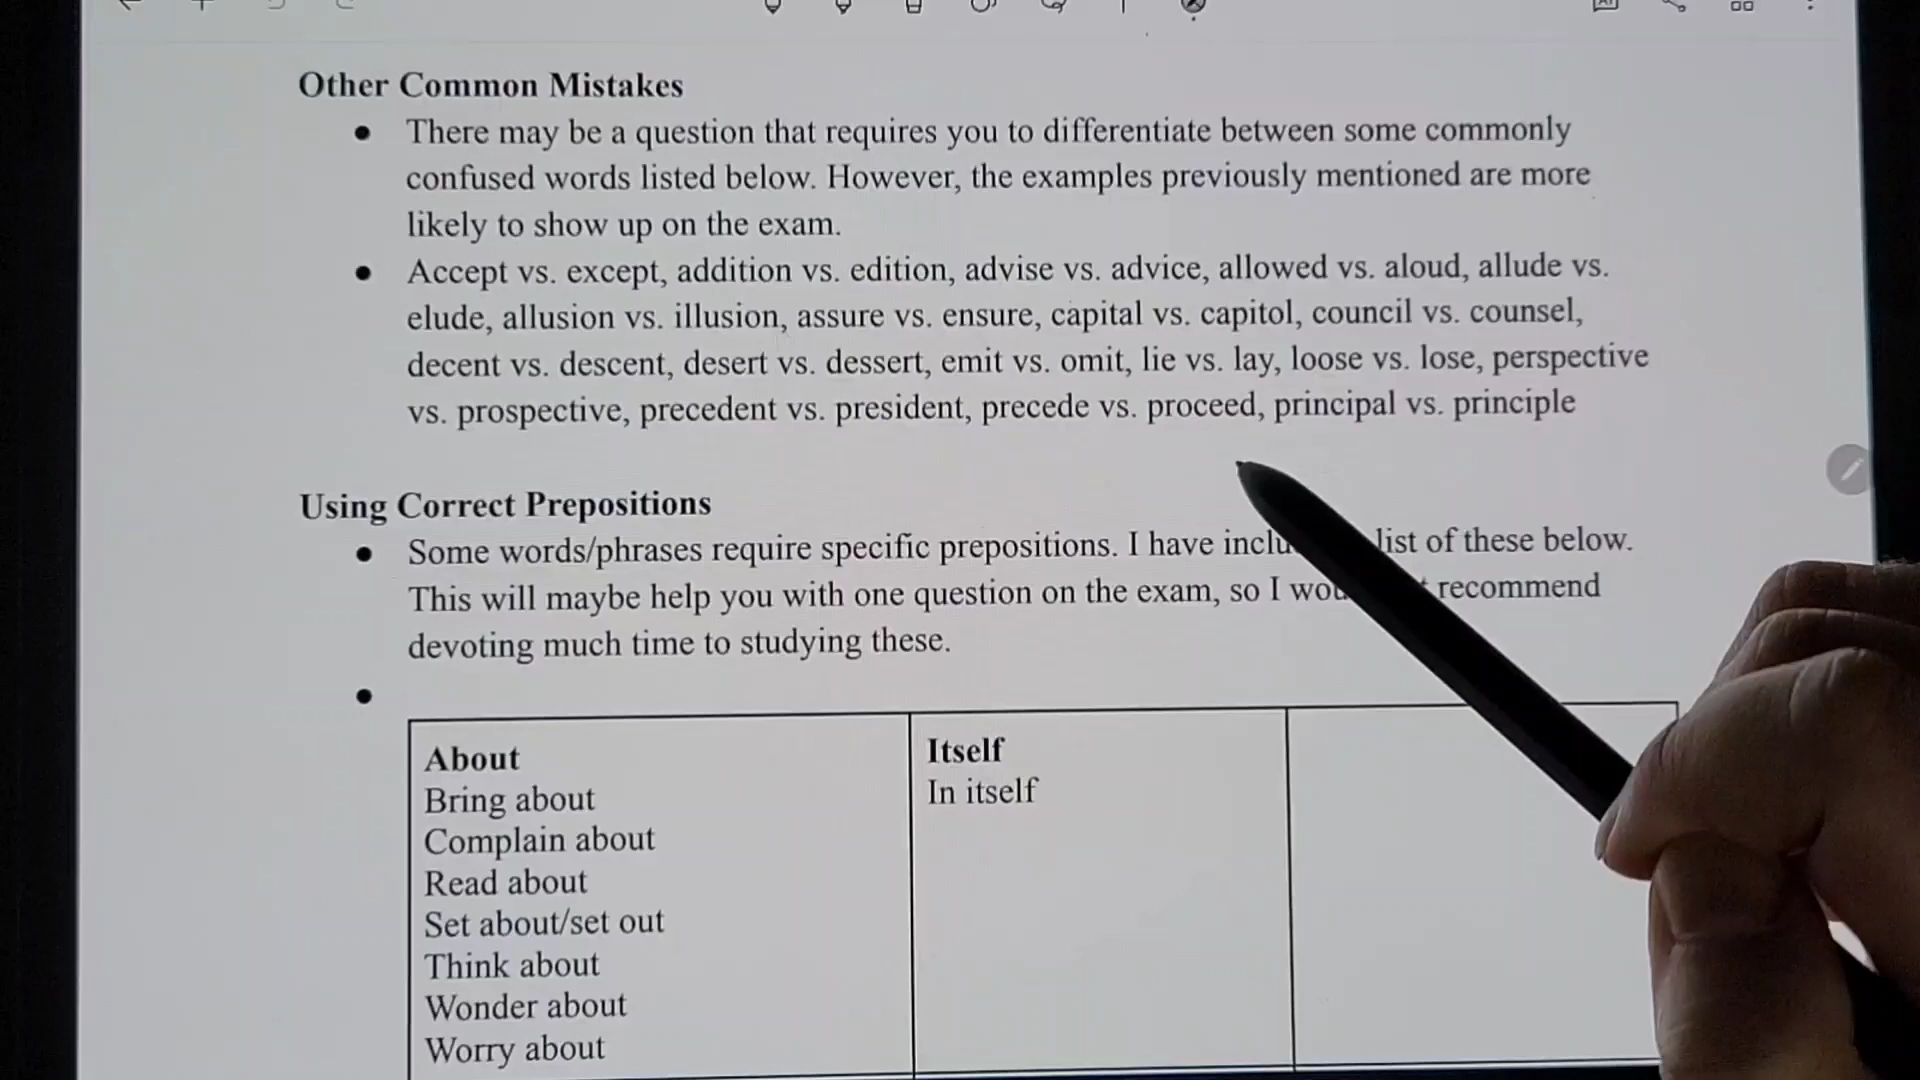 Other Common Mistakes
● There may be a question that requires you to differentiate between some commonly
confused words listed below. However, the examples previously mentioned are more
likely to show up on the exam.
● Accept vs. except, addition vs. edition, advise vs. advice, allowed vs. aloud, allude vs.
elude, allusion vs. illusion, assure vs. ensure, capital vs. capitol, council vs. counsel,
decent vs. descent, desert vs. dessert, emit vs. omit, lie vs. lay, loose vs. lose, perspective
vs. prospective, precedent vs. president, precede vs. proceed, principal vs. principle
Using Correct Prepositions
● Some words/phrases require specific prepositions. I have list of these below.
This will maybe help you with one question on the exam, so I recommend
devoting much time to studying these.
●
About
Bring about
Complain about
Read about
Set about/set out
Think about
Wonder about
Worry about
Itself
In itself